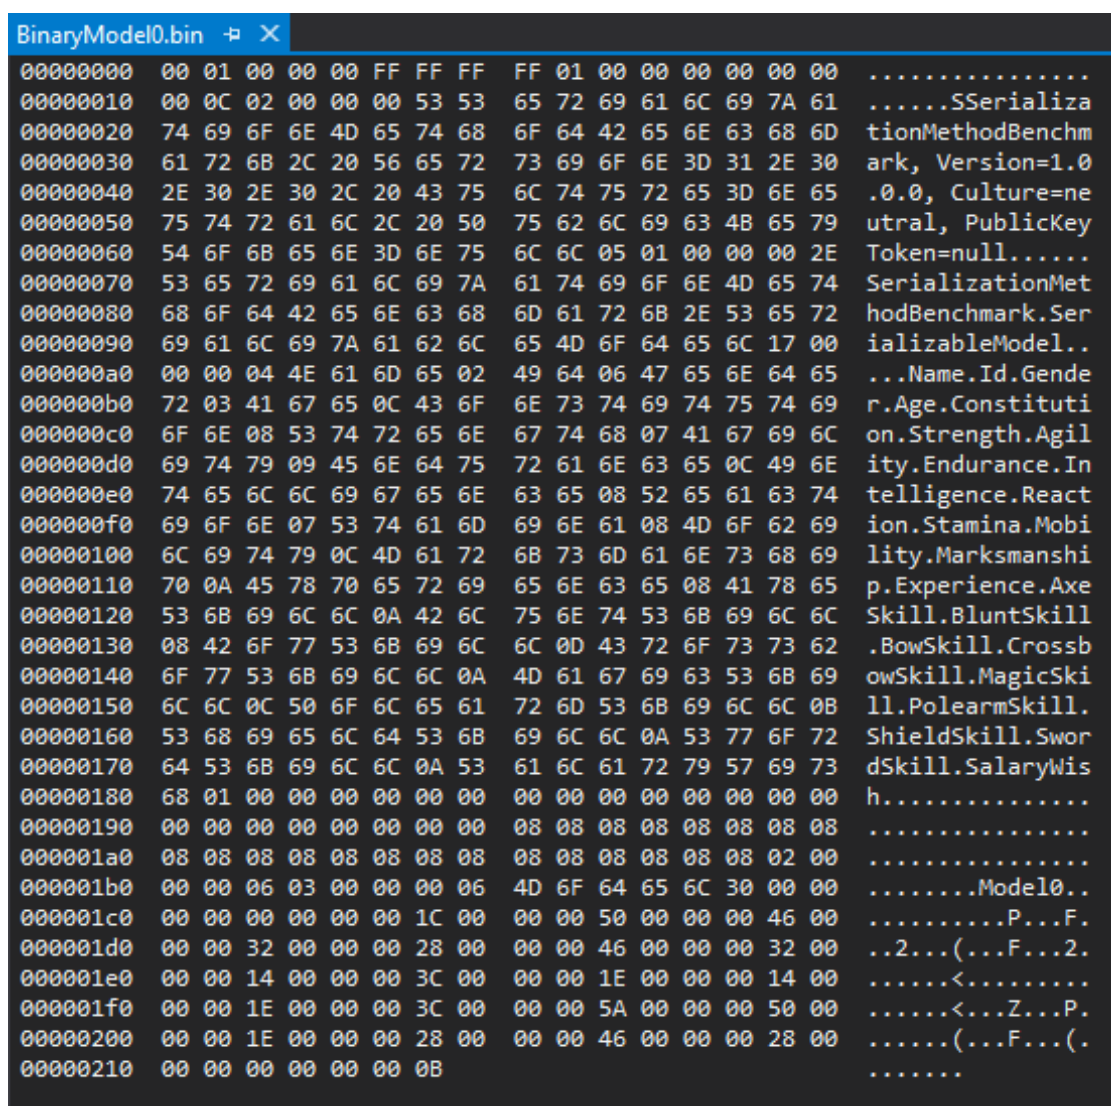 BinaryModel0.bin
00000000 00 01 00 00 00 FF FF FF FF 01 00 00 00 00 00 00 ................
00000010 00 0C 02 00 00 00 53 53 65 72 69 61 6C 69 7A 61 ......SSerializa
00000020 74 69 6F 6E 4D 65 74 68 6F 64 42 65 6E 63 68 6D tionMethodBenchm
00000030 61 72 6B 2C 20 56 65 72 73 69 6F 6E 3D 31 2E 30 ark, Version=1.0
00000040 2E 30 2E 30 2C 20 43 75 6C 74 75 72 65 3D 6E 65 .0.0, Culture=ne
00000050 75 74 72 61 6C 2C 20 50 75 62 6C 69 63 4B 65 79 utral, PublicKey
00000060 54 6F 6B 65 6E 3D 6E 75 6C 6C 05 01 00 00 00 2E Token=null......
00000070 53 65 72 69 61 6C 69 7A 61 74 69 6F 6E 4D 65 74 SerializationMet
00000080 68 6F 64 42 65 6E 63 68 6D 61 72 6B 2E 53 65 72 hodBenchmark.Ser
00000090 69 61 6C 69 7A 61 62 6C 65 4D 6F 64 65 6C 17 00 ializableModel..
000000a0 00 00 04 4E 61 6D 65 02 49 64 06 47 65 6E 64 65 ...Name.Id.Gende
000000b0 72 03 41 67 65 0C 43 6F 6E 73 74 69 74 75 74 69 r.Age.Constituti
000000c0 6F 6E 08 53 74 72 65 6E 67 74 68 07 41 67 69 6C on.Strength.Agil
000000d0 69 74 79 09 45 6E 64 75 72 61 6E 63 65 0C 49 6E ity.Endurance.In
000000e0 74 65 6C 6C 69 67 65 6E 63 65 08 52 65 61 63 74 telligence.React
000000f0 69 6F 6E 07 53 74 61 6D 69 6E 61 08 4D 6F 62 69 ion.Stamina.Mobi
00000100 6C 69 74 79 0C 4D 61 72 6B 73 6D 61 6E 73 68 69 lity.Marksmanshi
00000110 70 0A 45 78 70 65 72 69 65 6E 63 65 08 41 78 65 p.Experience.Axe
00000120 53 6B 69 6C 6C 0A 42 6C 75 6E 74 53 6B 69 6C 6C Skill.BluntSkill
00000130 08 42 6F 77 53 6B 69 6C 6C 0D 43 72 6F 73 73 62 .BowSkill.Crossb
00000140 6F 77 53 6B 69 6C 6C 0A 4D 61 67 69 63 53 6B 69 owSkill.MagicSki
00000150 6C 6C 0C 50 6F 6C 65 61 72 6D 53 6B 69 6C 6C 0B ll.PolearmSkill.
00000160 53 68 69 65 6C 64 53 6B 69 6C 6C 0A 53 77 6F 72 ShieldSkill.Swor
00000170 64 53 6B 69 6C 6C 0A 53 61 6C 61 72 79 57 69 73 dSkill.SalaryWis
00000180 68 01 00 00 00 00 00 00 00 00 00 00 00 00 00 00 h...............
00000190 00 00 00 00 00 00 00 00 08 08 08 08 08 08 08 08 ................
000001a0 08 08 08 08 08 08 08 08 08 08 08 08 08 08 02 00 ................
000001b0 00 00 06 03 00 00 00 06 4D 6F 64 65 6C 30 00 00 ........Model0..
000001c0 00 00 00 00 00 00 1C 00 00 00 50 00 00 00 46 00 ..........P...F.
000001d0 00 00 32 00 00 00 28 00 00 00 46 00 00 00 32 00 ..2...(...F...2.
000001e0 00 00 14 00 00 00 3C 00 00 00 1E 00 00 00 14 00 ......<.........
000001f0 00 00 1E 00 00 00 3C 00 00 00 5A 00 00 00 50 00 ......<...Z...P.
00000200 00 00 1E 00 00 00 28 00 00 00 46 00 00 00 28 00 ......(...F...(.
00000210 00 00 00 00 00 00 0B .......